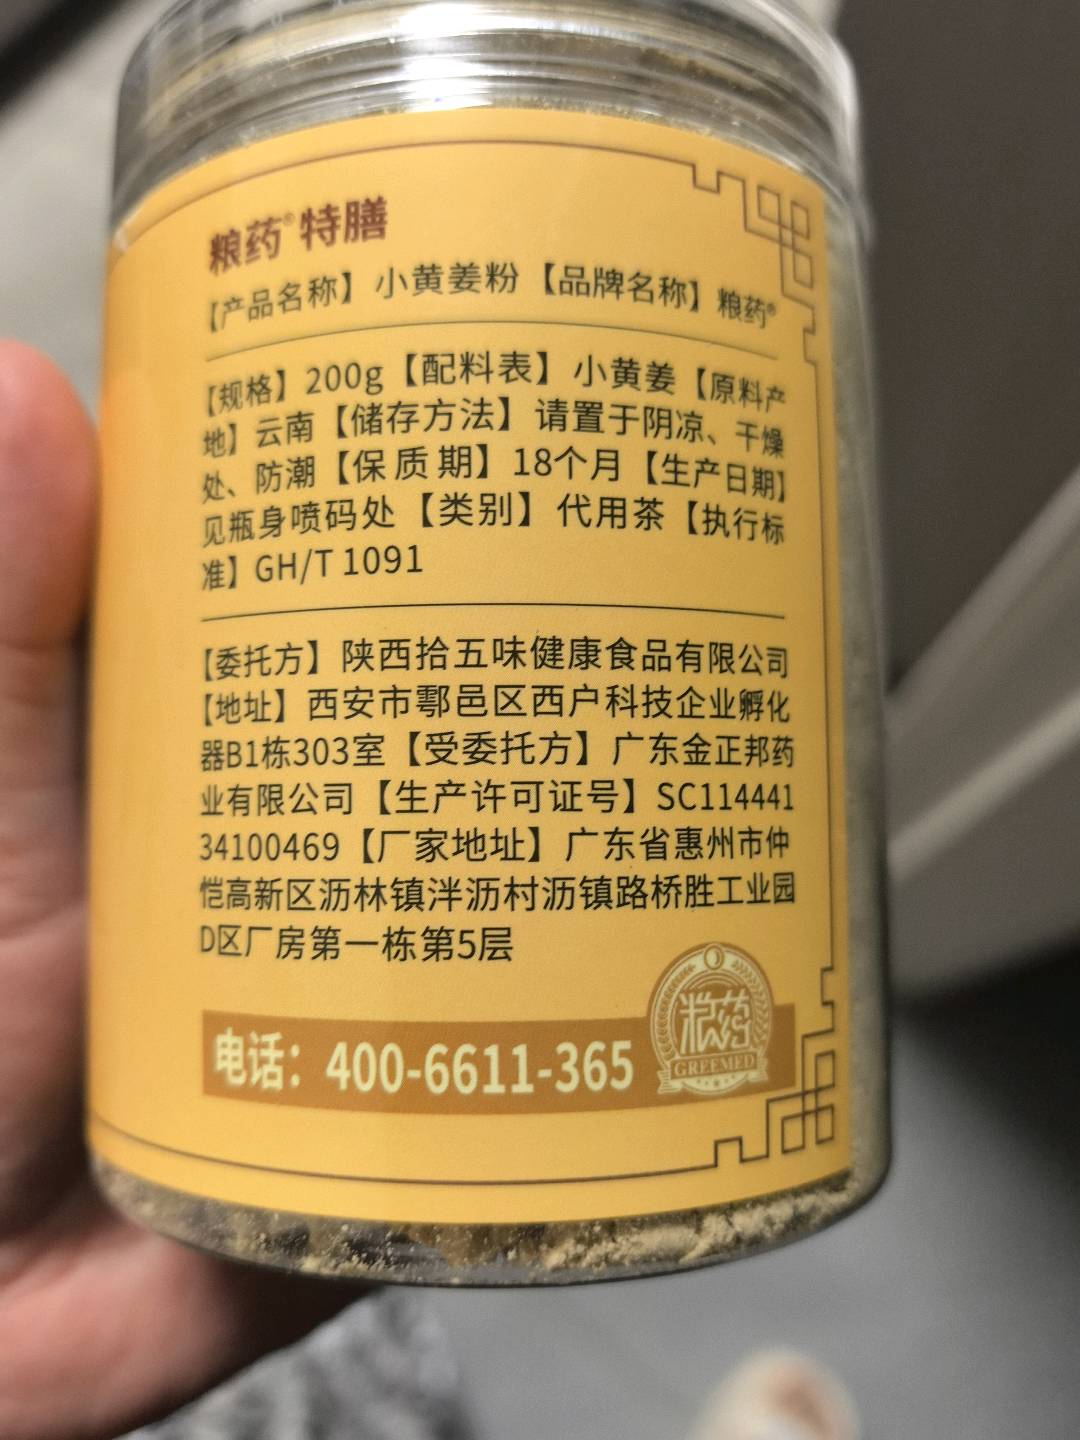 粮药®特膳
【产品名称】小黄姜粉【品牌名称】粮药®
【规格】200g【配料表】小黄姜【原料产
地】云南【储存方法】请置于阴凉、干燥
处、防潮【保质期】18个月【生产日期】
见瓶身喷码处【类别】代用茶【执行标
准】GH/T 1091
【委托方】陕西拾五味健康食品有限公司
【地址】西安市鄠邑区西户科技企业孵化
器B1栋303室【受委托方】广东金正邦药
业有限公司【生产许可证号】SC114441
34100469【厂家地址】广东省惠州市仲
恺高新区沥林镇泮沥村沥镇路桥胜工业园
D区厂房第一栋第5层
电话：400-6611-365
粮药
GREEMED